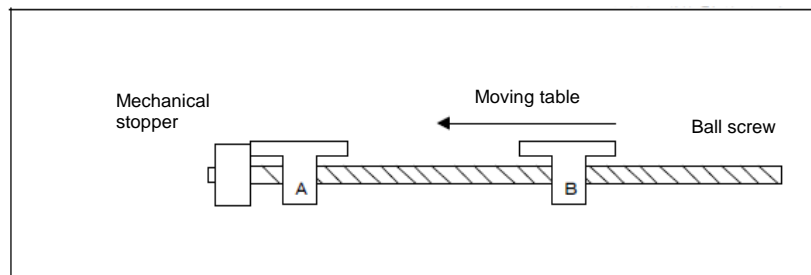 Mechanical
stopper
Moving table
Ball screw
A
B